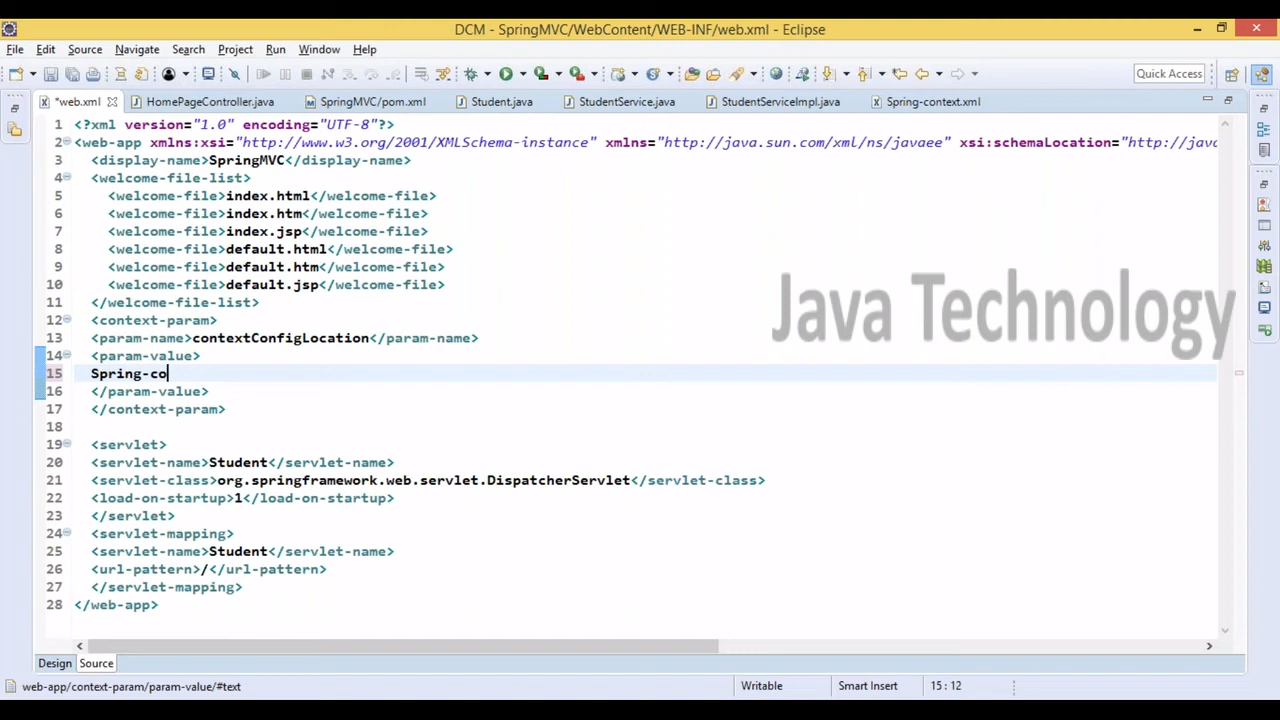 DCM - SpringMVC/WebContent/WEB-INF/web.xml - Eclipse
File Edit Source Navigate Search Project Run Window Help
Quick Access
*web.xml HomePageController.java SpringMVC/pom.xml Student.java StudentService.java StudentServiceImpl.java Spring-context.xml
1 <?xml version="1.0" encoding="UTF-8"?>
2 <web-app xmlns:xsi="http://www.w3.org/2001/XMLSchema-instance" xmlns="http://java.sun.com/xml/ns/javaee" xsi:schemaLocation="http://java
3 <display-name>SpringMVC</display-name>
4 <welcome-file-list>
5 <welcome-file>index.html</welcome-file>
6 <welcome-file>index.htm</welcome-file>
7 <welcome-file>index.jsp</welcome-file>
8 <welcome-file>default.html</welcome-file>
9 <welcome-file>default.htm</welcome-file>
10 <welcome-file>default.jsp</welcome-file>
11 </welcome-file-list>
12 <context-param>
13 <param-name>contextConfigLocation</param-name>
14 <param-value>
15 Spring-co
16 </param-value>
17 </context-param>
18
19 <servlet>
20 <servlet-name>Student</servlet-name>
21 <servlet-class>org.springframework.web.servlet.DispatcherServlet</servlet-class>
22 <load-on-startup>1</load-on-startup>
23 </servlet>
24 <servlet-mapping>
25 <servlet-name>Student</servlet-name>
26 <url-pattern>/</url-pattern>
27 </servlet-mapping>
28 </web-app>
Java Technology
Design Source
web-app/context-param/param-value/#text Writable Smart Insert 15 : 12